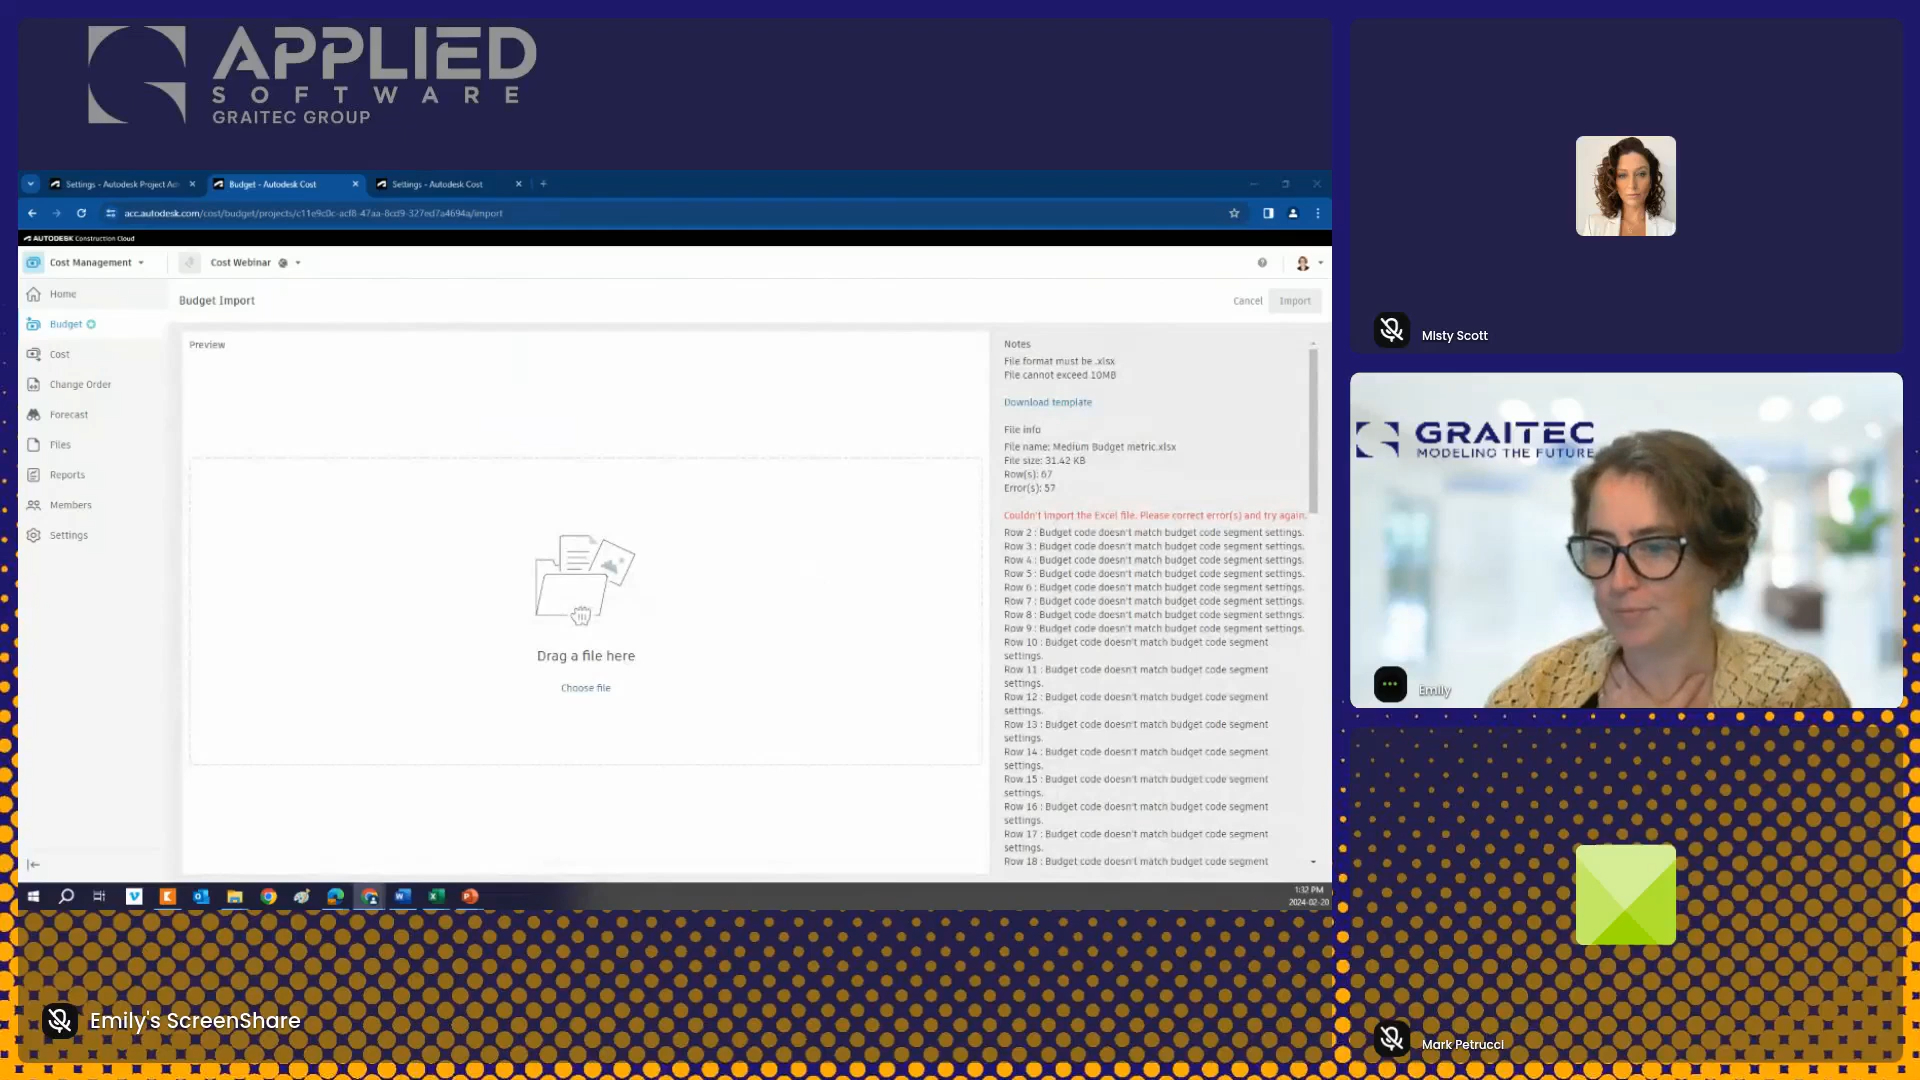 APPLIED
SOFTWARE
GRAITEC GROUP
Settings - Autodesk Project Ad
Budget - Autodesk Cost
Settings - Autodesk Cost
acc.autodesk.com/cost/budget/projects/c11e9c0c-acf8-47aa-8cd9-327ed7a4694a/import
AUTODESK Construction Cloud
Cost Management
Cost Webinar
Home
Budget
Cost
Change Order
Forecast
Files
Reports
Members
Settings
Budget Import
Cancel
Import
Preview
Drag a file here
Choose file
Notes
File format must be .xlsx
File cannot exceed 10MB
Download template
File info
File name: Medium Budget metric.xlsx
File size: 31.42 KB
Row(s): 67
Error(s): 57
Couldn't import the Excel file. Please correct error(s) and try again.
Row 2 : Budget code doesn't match budget code segment settings.
Row 3 : Budget code doesn't match budget code segment settings.
Row 4 : Budget code doesn't match budget code segment settings.
Row 5 : Budget code doesn't match budget code segment settings.
Row 6 : Budget code doesn't match budget code segment settings.
Row 7 : Budget code doesn't match budget code segment settings.
Row 8 : Budget code doesn't match budget code segment settings.
Row 9 : Budget code doesn't match budget code segment settings.
Row 10 : Budget code doesn't match budget code segment
settings.
Row 11 : Budget code doesn't match budget code segment
settings.
Row 12 : Budget code doesn't match budget code segment
settings.
Row 13 : Budget code doesn't match budget code segment
settings.
Row 14 : Budget code doesn't match budget code segment
settings.
Row 15 : Budget code doesn't match budget code segment
settings.
Row 16 : Budget code doesn't match budget code segment
settings.
Row 17 : Budget code doesn't match budget code segment
settings.
Row 18 : Budget code doesn't match budget code segment
1:32 PM
2024-02-20
Emily's ScreenShare
Misty Scott
GRAITEC
MODELING THE FUTURE
Emily
Mark Petrucci